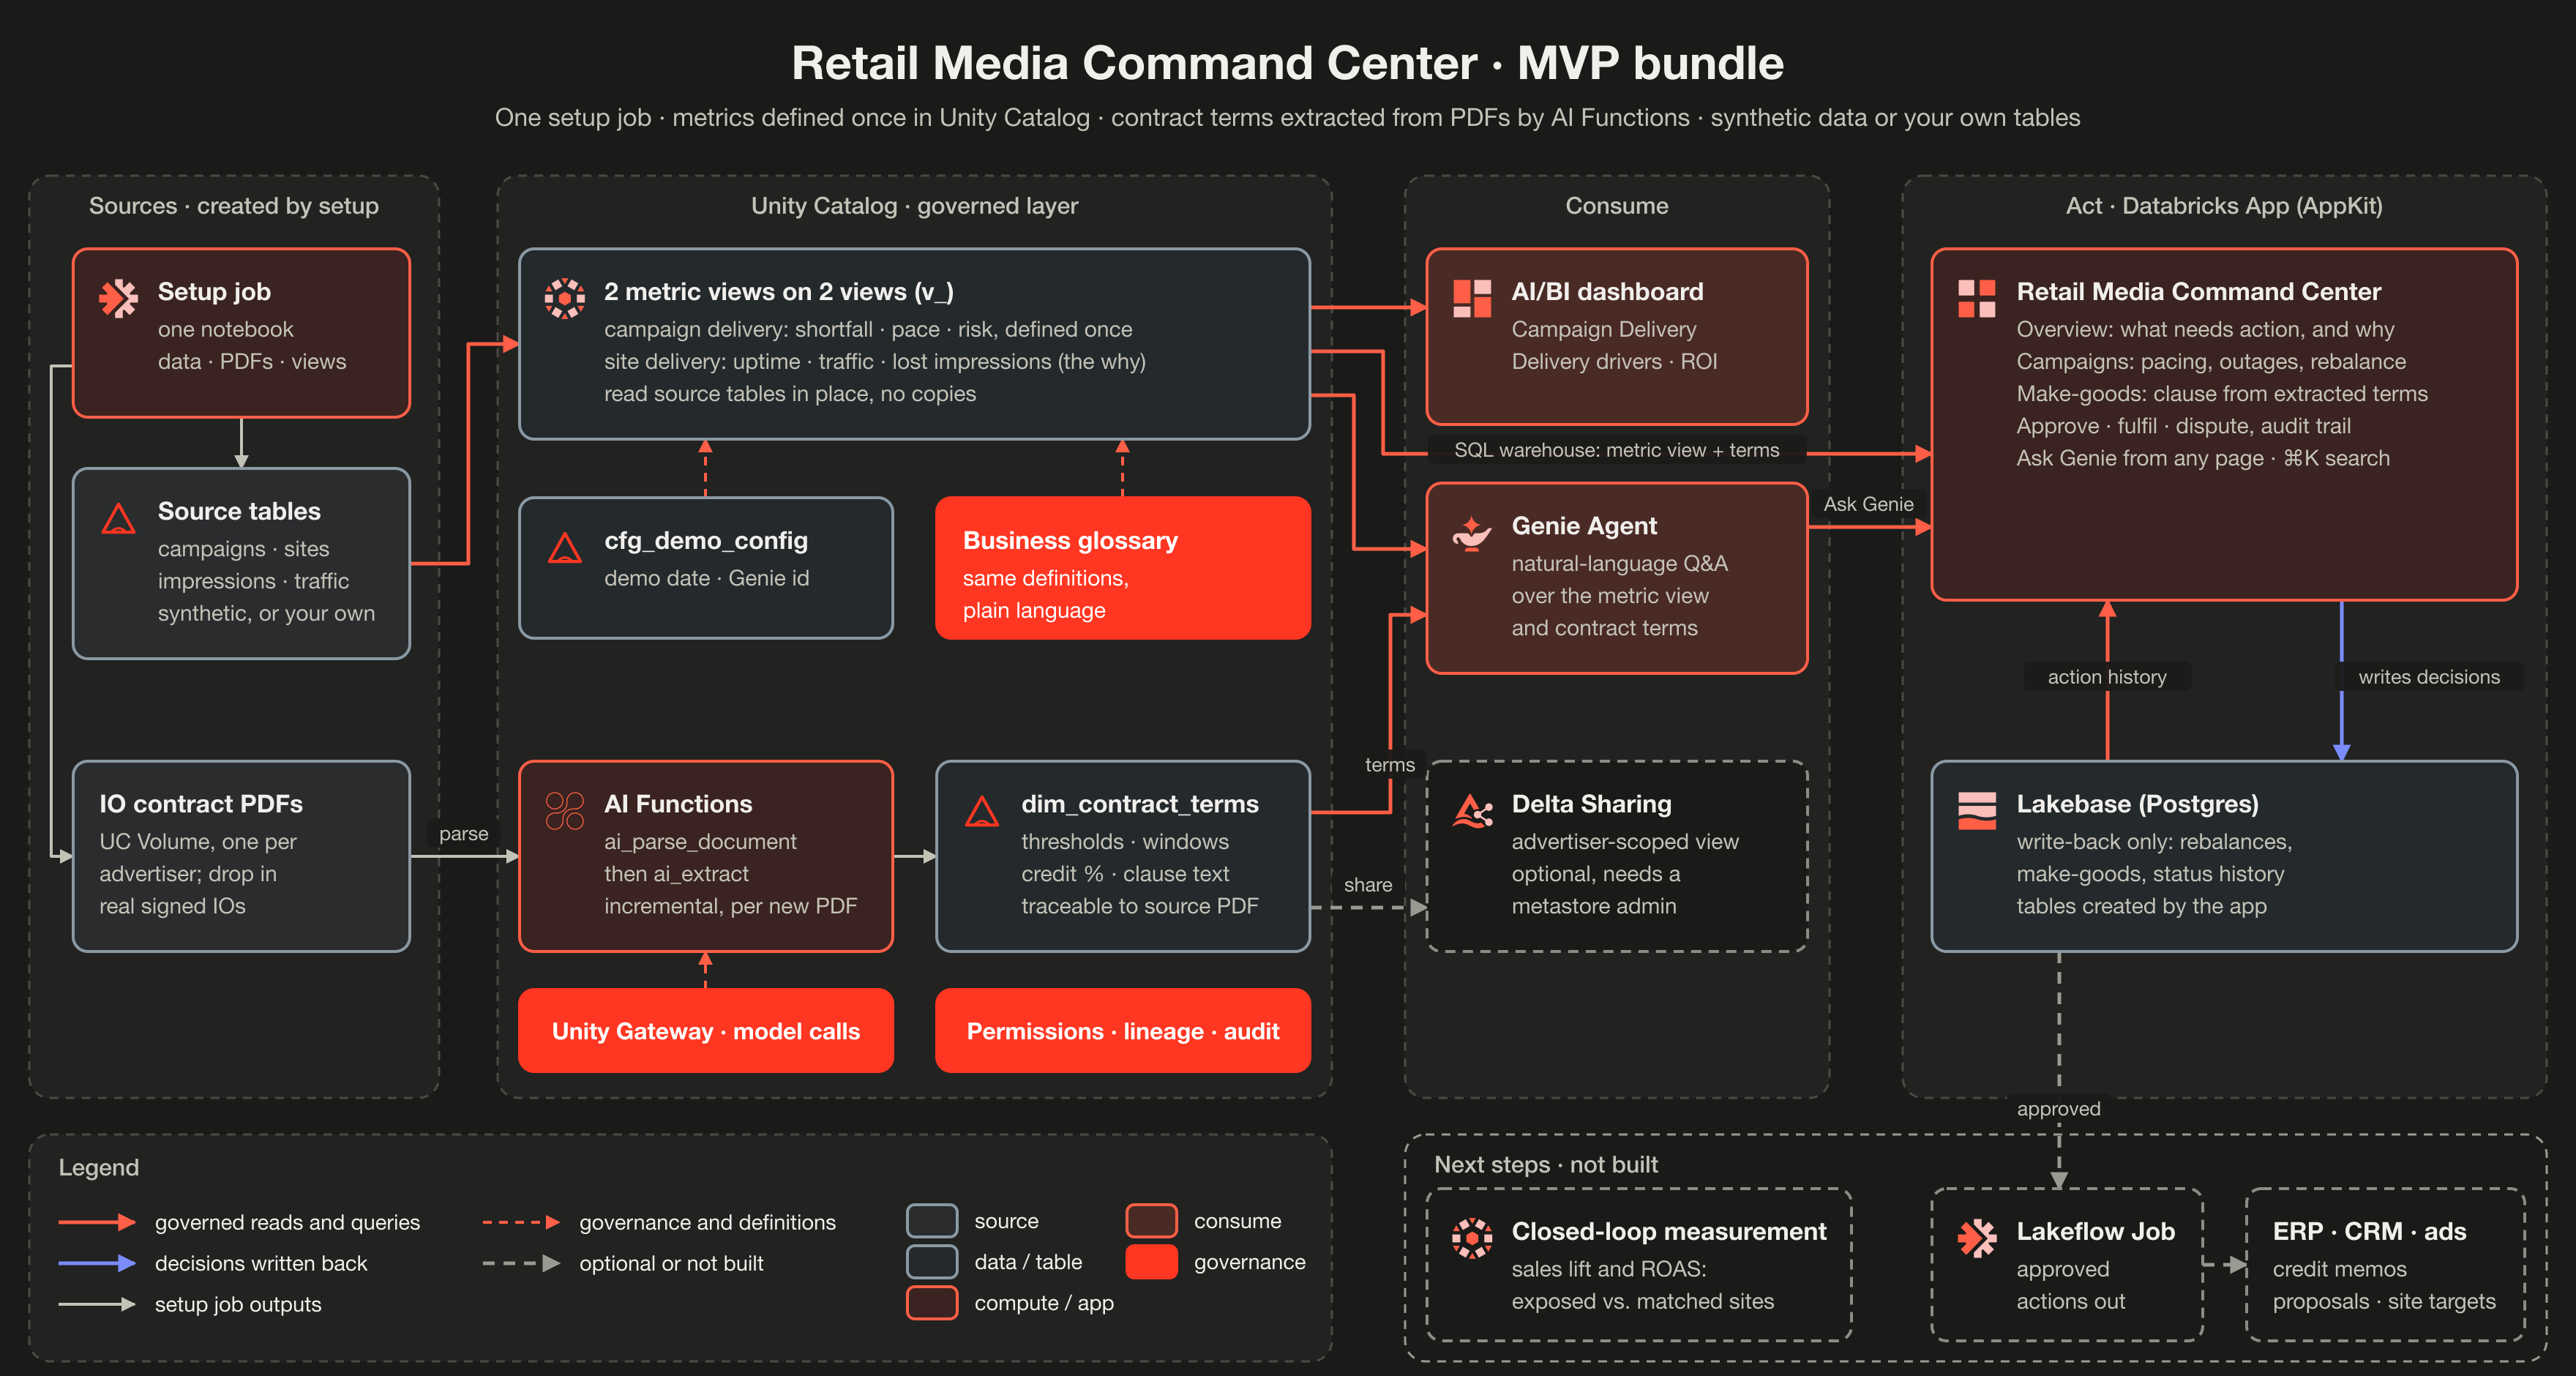 Retail Media Command Center · MVP bundle
One setup job · metrics defined once in Unity Catalog · contract terms extracted from PDFs by AI Functions · synthetic data or your own tables
Sources · created by setup
Setup job
one notebook
data · PDFs · views
Source tables
campaigns · sites
impressions · traffic
synthetic, or your own
IO contract PDFs
UC Volume, one per
advertiser; drop in
real signed IOs
parse
Unity Catalog · governed layer
2 metric views on 2 views (v_)
campaign delivery: shortfall · pace · risk, defined once
site delivery: uptime · traffic · lost impressions (the why)
read source tables in place, no copies
cfg_demo_config
demo date · Genie id
Business glossary
same definitions,
plain language
AI Functions
ai_parse_document
then ai_extract
incremental, per new PDF
dim_contract_terms
thresholds · windows
credit % · clause text
traceable to source PDF
Unity Gateway · model calls
Permissions · lineage · audit
terms
share
Consume
AI/BI dashboard
Campaign Delivery
Delivery drivers · ROI
SQL warehouse: metric view + terms
Genie Agent
natural-language Q&A
over the metric view
and contract terms
Ask Genie
Delta Sharing
advertiser-scoped view
optional, needs a
metastore admin
Act · Databricks App (AppKit)
Retail Media Command Center
Overview: what needs action, and why
Campaigns: pacing, outages, rebalance
Make-goods: clause from extracted terms
Approve · fulfil · dispute, audit trail
Ask Genie from any page · ⌘K search
action history
writes decisions
Lakebase (Postgres)
write-back only: rebalances,
make-goods, status history
tables created by the app
approved
Legend
governed reads and queries
decisions written back
setup job outputs
governance and definitions
optional or not built
source
data / table
compute / app
consume
governance
Next steps · not built
Closed-loop measurement
sales lift and ROAS:
exposed vs. matched sites
Lakeflow Job
approved
actions out
ERP · CRM · ads
credit memos
proposals · site targets